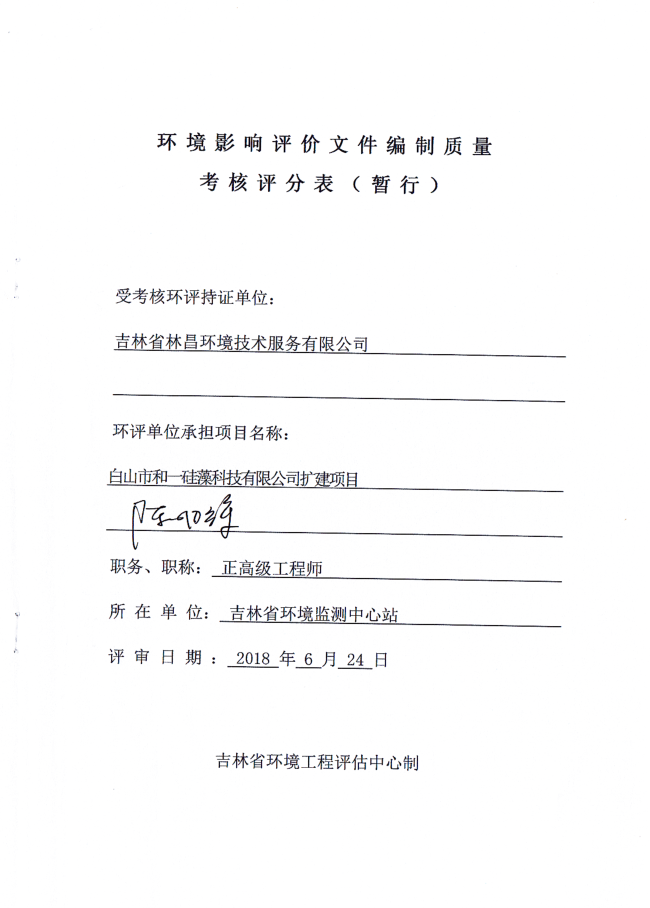 环境影响评价文件编制质量
考核评分表（暂行）
受考核环评持证单位：
吉林省林昌环境技术服务有限公司
环评单位承担项目名称：
白山市和一硅藻科技有限公司扩建项目
职务、职称：正高级工程师
所在单位：吉林省环境监测中心站
评审日期：2018年6月24日
吉林省环境工程评估中心制